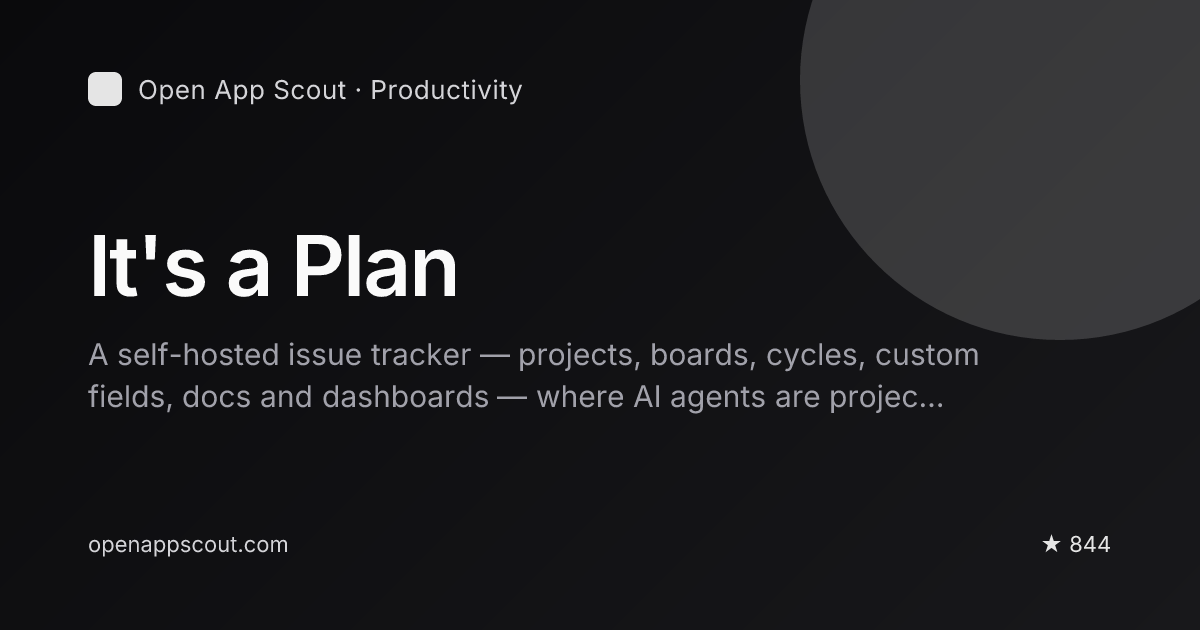 Open App Scout · Productivity
It's a Plan
A self-hosted issue tracker — projects, boards, cycles, custom
fields, docs and dashboards — where AI agents are projec...
openappscout.com
★ 844